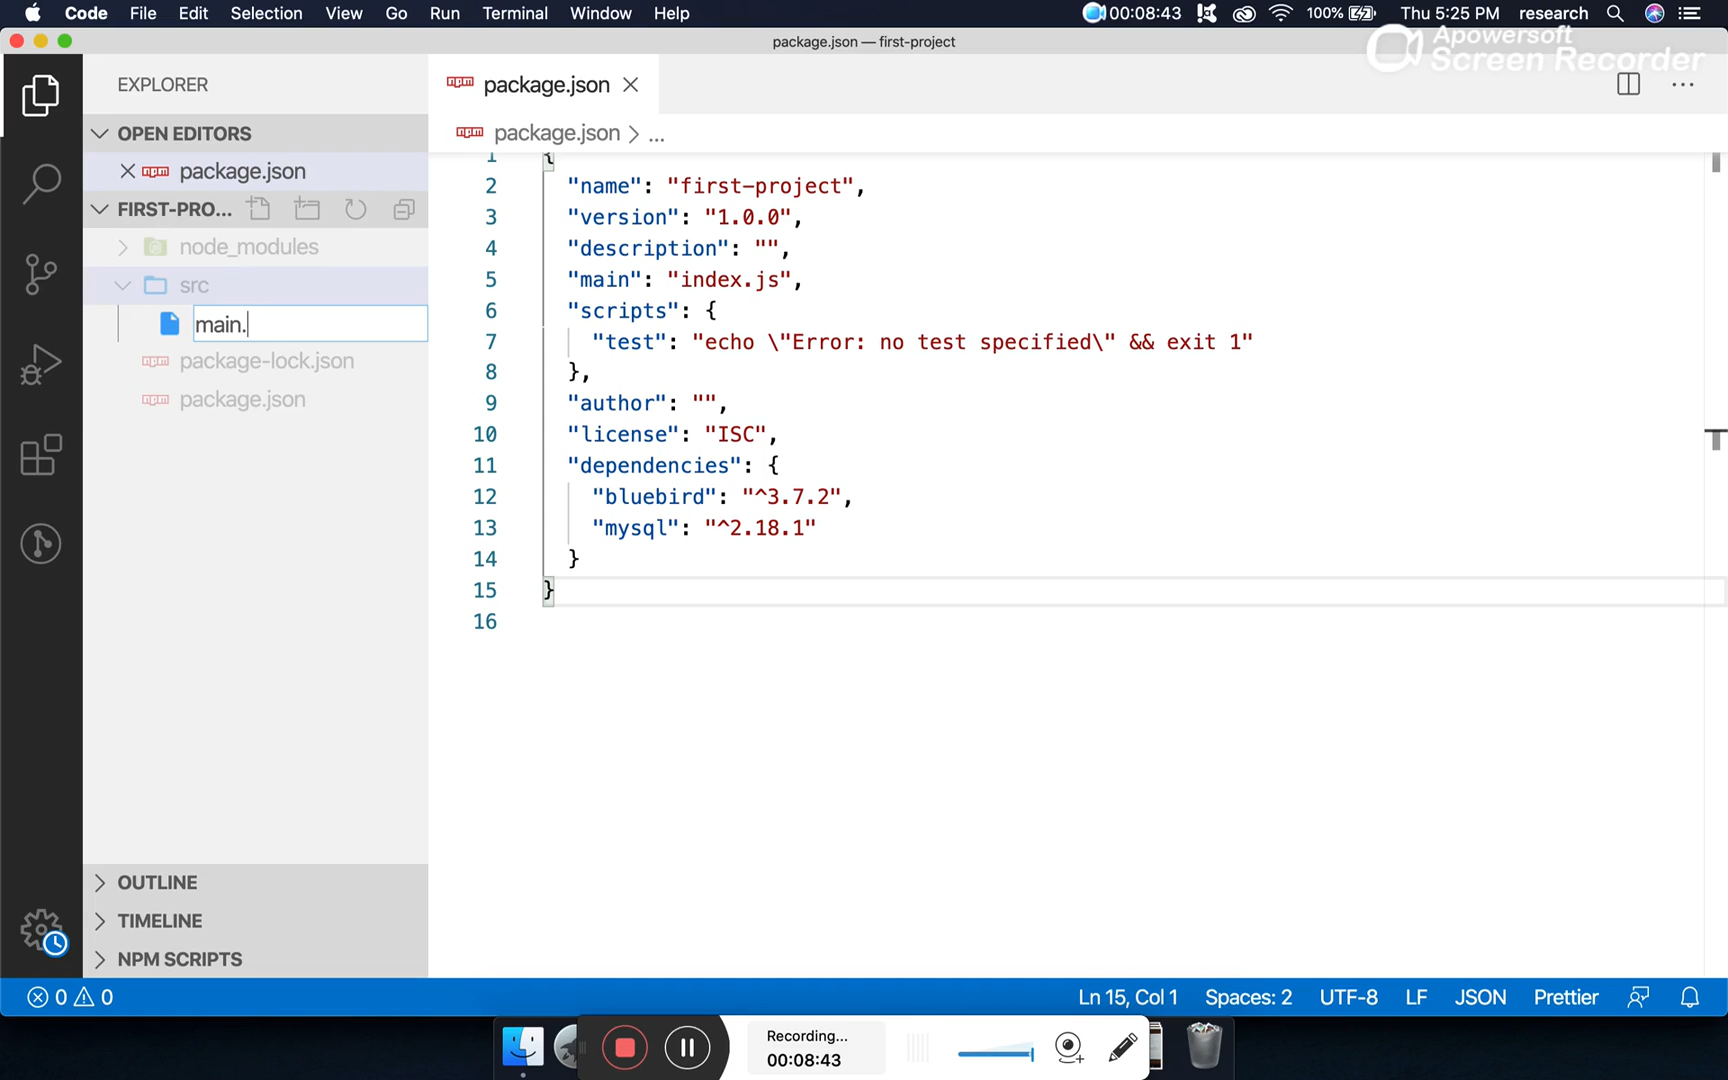 Code File Edit Selection View Go Run Terminal Window Help 00:08:43 100% Thu 5:25 PM research
package.json — first-project
Apowersoft
Screen Recorder
EXPLORER
OPEN EDITORS
package.json
FIRST-PRO...
node_modules
src
main.
package-lock.json
package.json
OUTLINE
TIMELINE
NPM SCRIPTS
package.json
package.json > ...
1 {
2 "name": "first-project",
3 "version": "1.0.0",
4 "description": "",
5 "main": "index.js",
6 "scripts": {
7 "test": "echo \"Error: no test specified\" && exit 1"
8 },
9 "author": "",
10 "license": "ISC",
11 "dependencies": {
12 "bluebird": "^3.7.2",
13 "mysql": "^2.18.1"
14 }
15 }
16
0 0 Ln 15, Col 1 Spaces: 2 UTF-8 LF JSON Prettier
Recording...
00:08:43